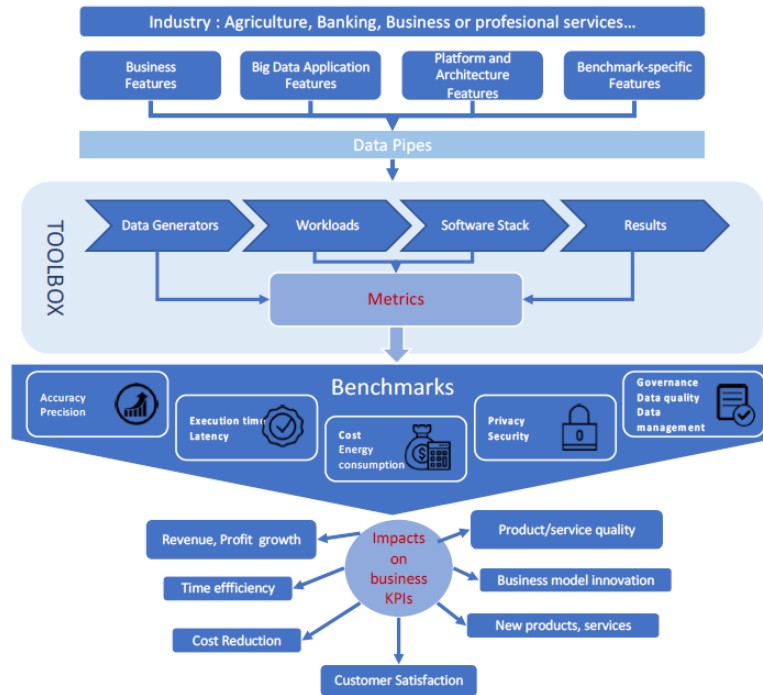 Industry : Agriculture, Banking, Business or profesional services...
Business
Features
Big Data Application
Features
Platform and
Architecture
Features
Benchmark-specific
Features
Data Pipes
TOOLBOX
Data Generators
Workloads
Software Stack
Results
Metrics
Benchmarks
Accuracy
Precision
Execution time
Latency
Cost
Energy
consumption
Privacy
Security
Governance
Data quality
Data
management
Impacts
on
business
KPIs
Revenue, Profit growth
Time effficiency
Cost Reduction
Customer Satisfaction
Product/service quality
Business model innovation
New products, services